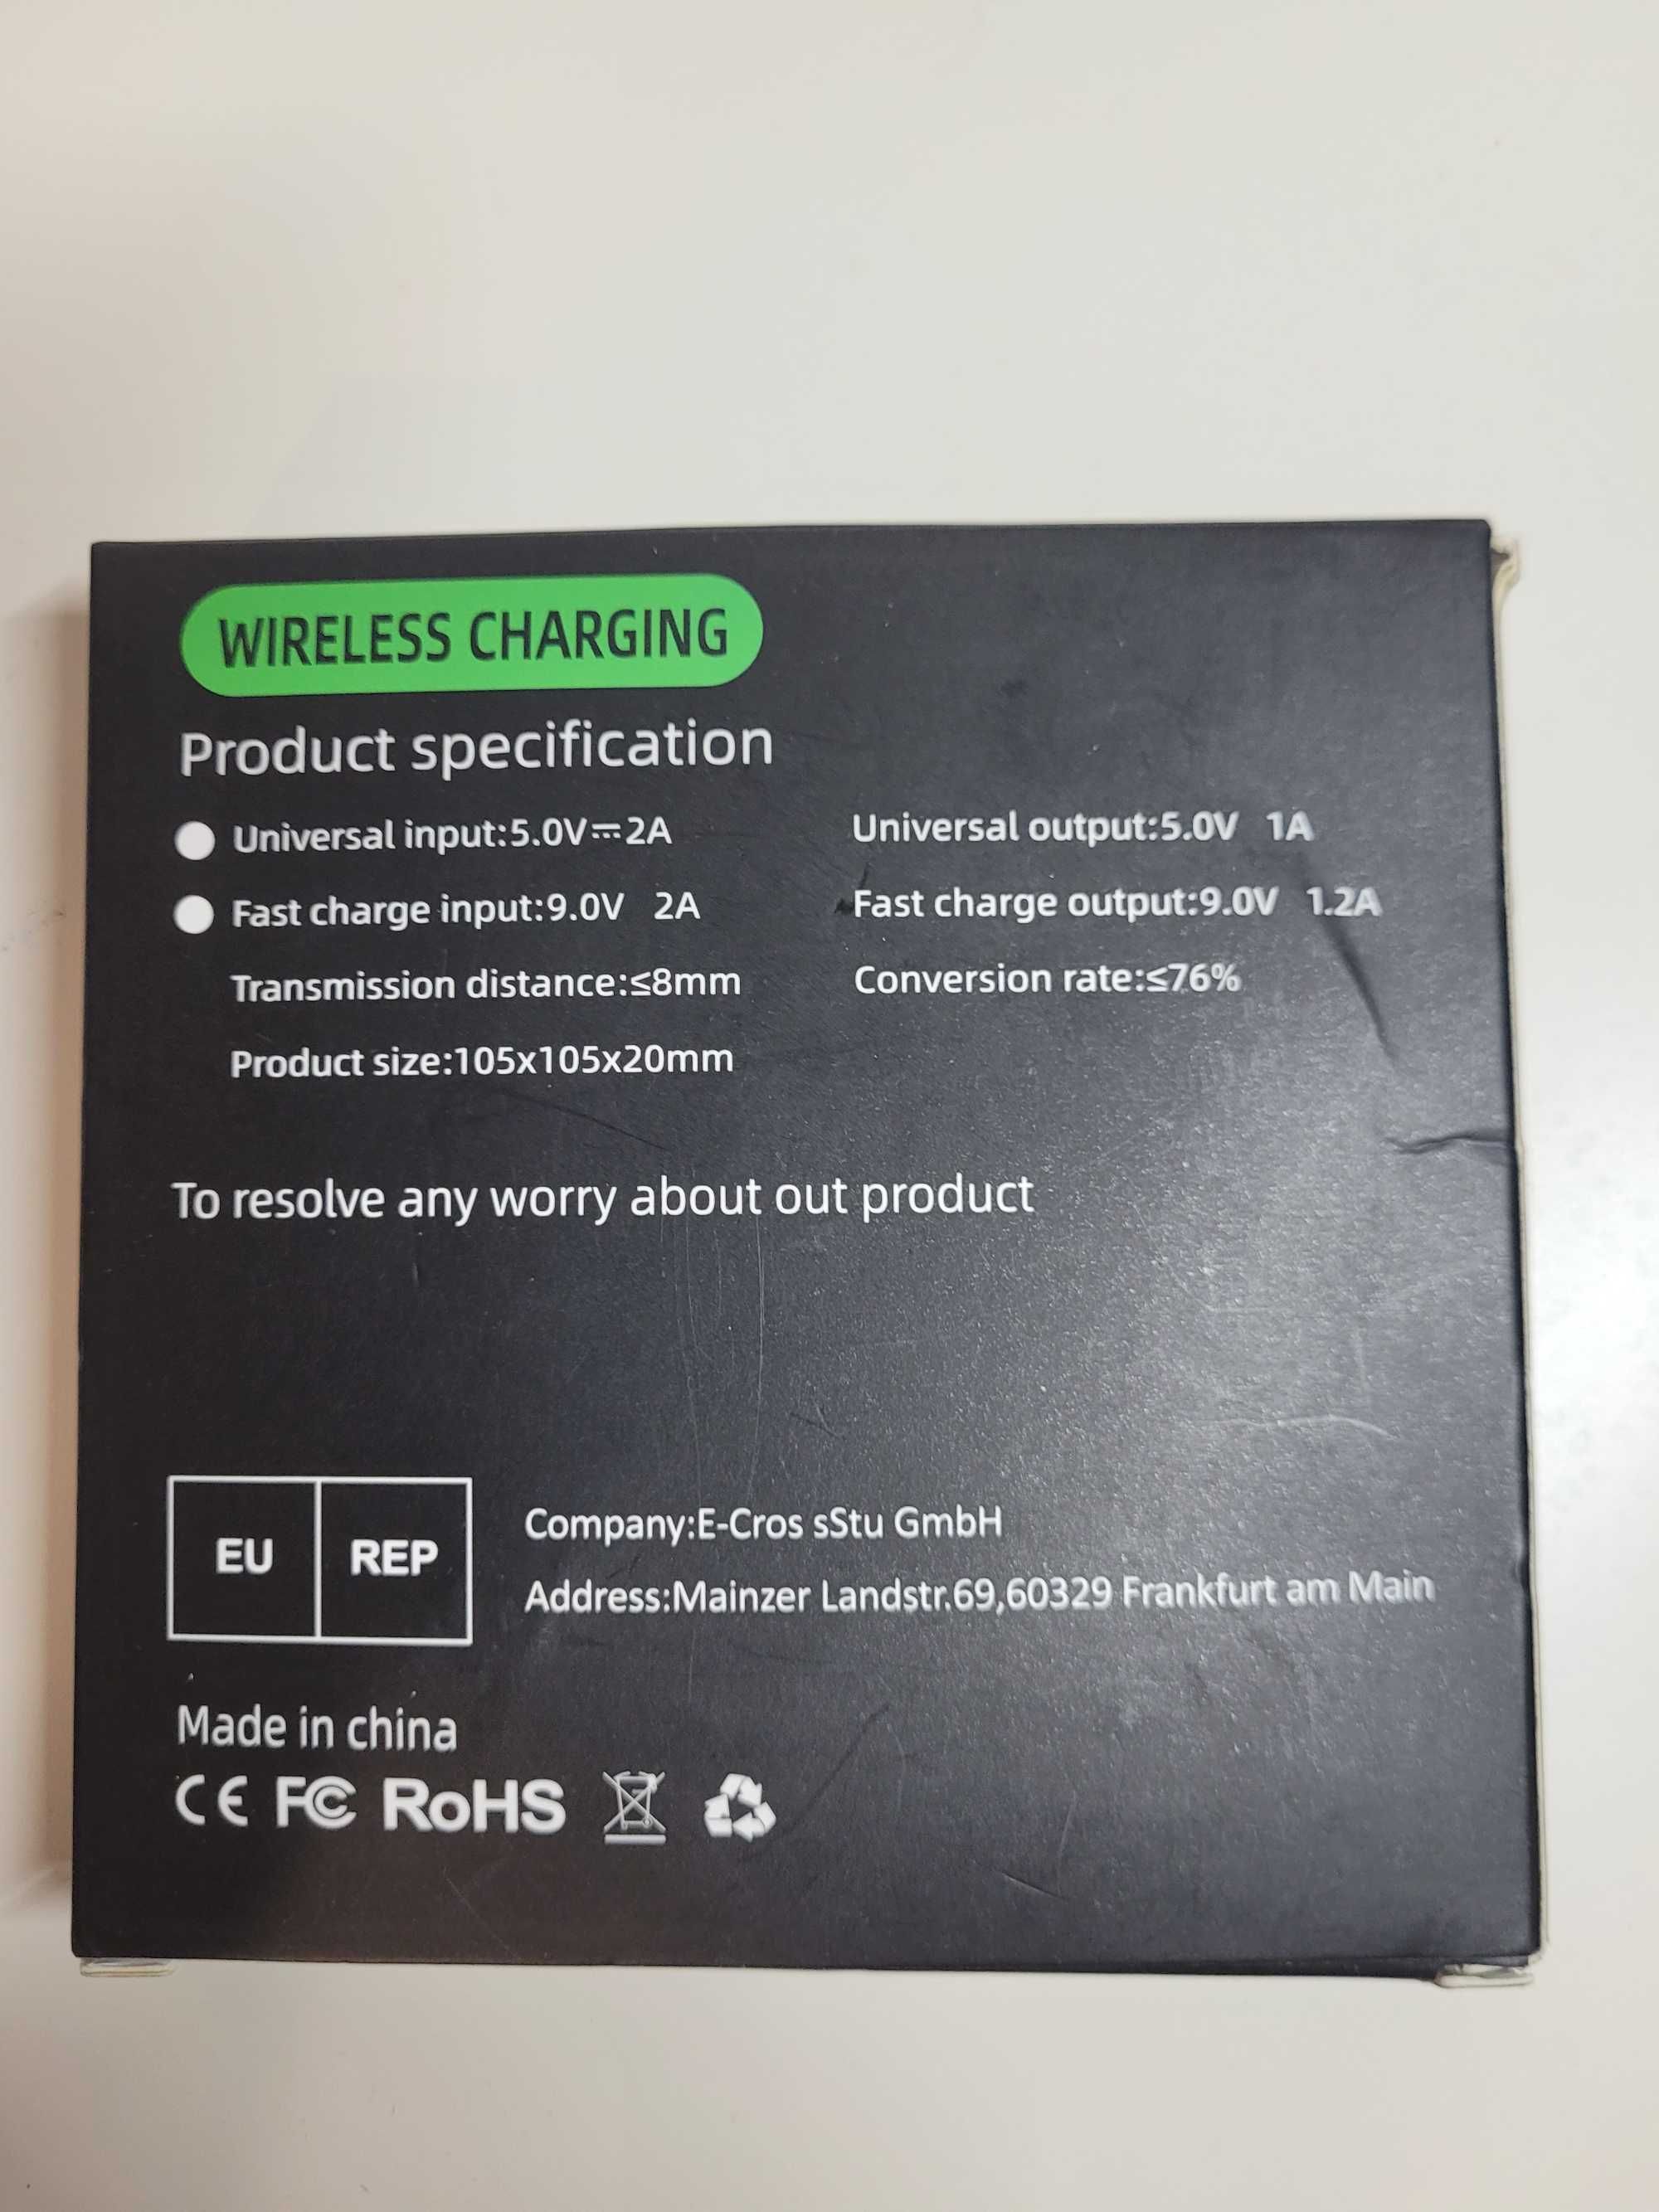 WIRELESS CHARGING
Product specification
Universal input:5.0V⎓2A Universal output:5.0V 1A
Fast charge input:9.0V 2A Fast charge output:9.0V 1.2A
Transmission distance:≤8mm Conversion rate:≤76%
Product size:105x105x20mm
To resolve any worry about out product
EU REP
Company:E-Cros sStu GmbH
Address:Mainzer Landstr.69,60329 Frankfurt am Main
Made in china
CE FC RoHS